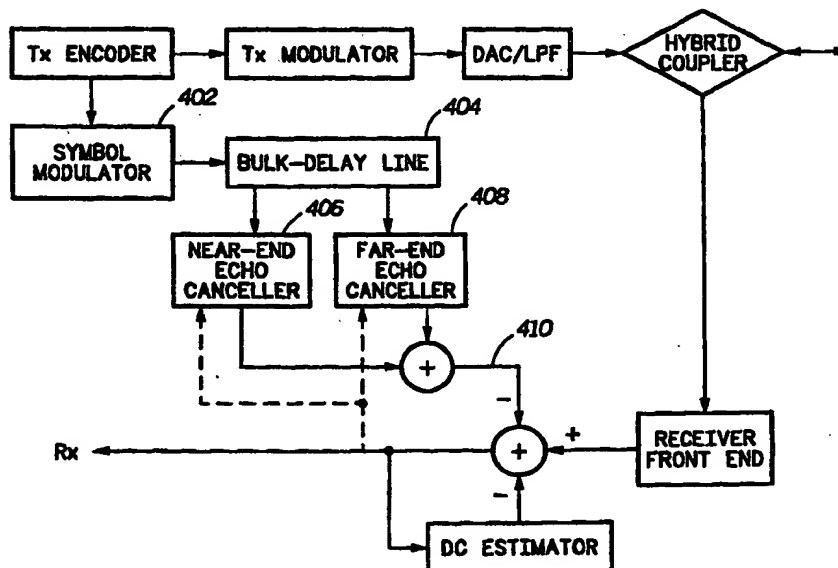 Tx ENCODER
Tx MODULATOR
DAC/LPF
HYBRID
COUPLER
402
404
SYMBOL
MODULATOR
BULK-DELAY LINE
406
408
NEAR-END
ECHO
CANCELLER
FAR-END
ECHO
CANCELLER
410
+
-
Rx
+
+
RECEIVER
FRONT END
-
DC ESTIMATOR